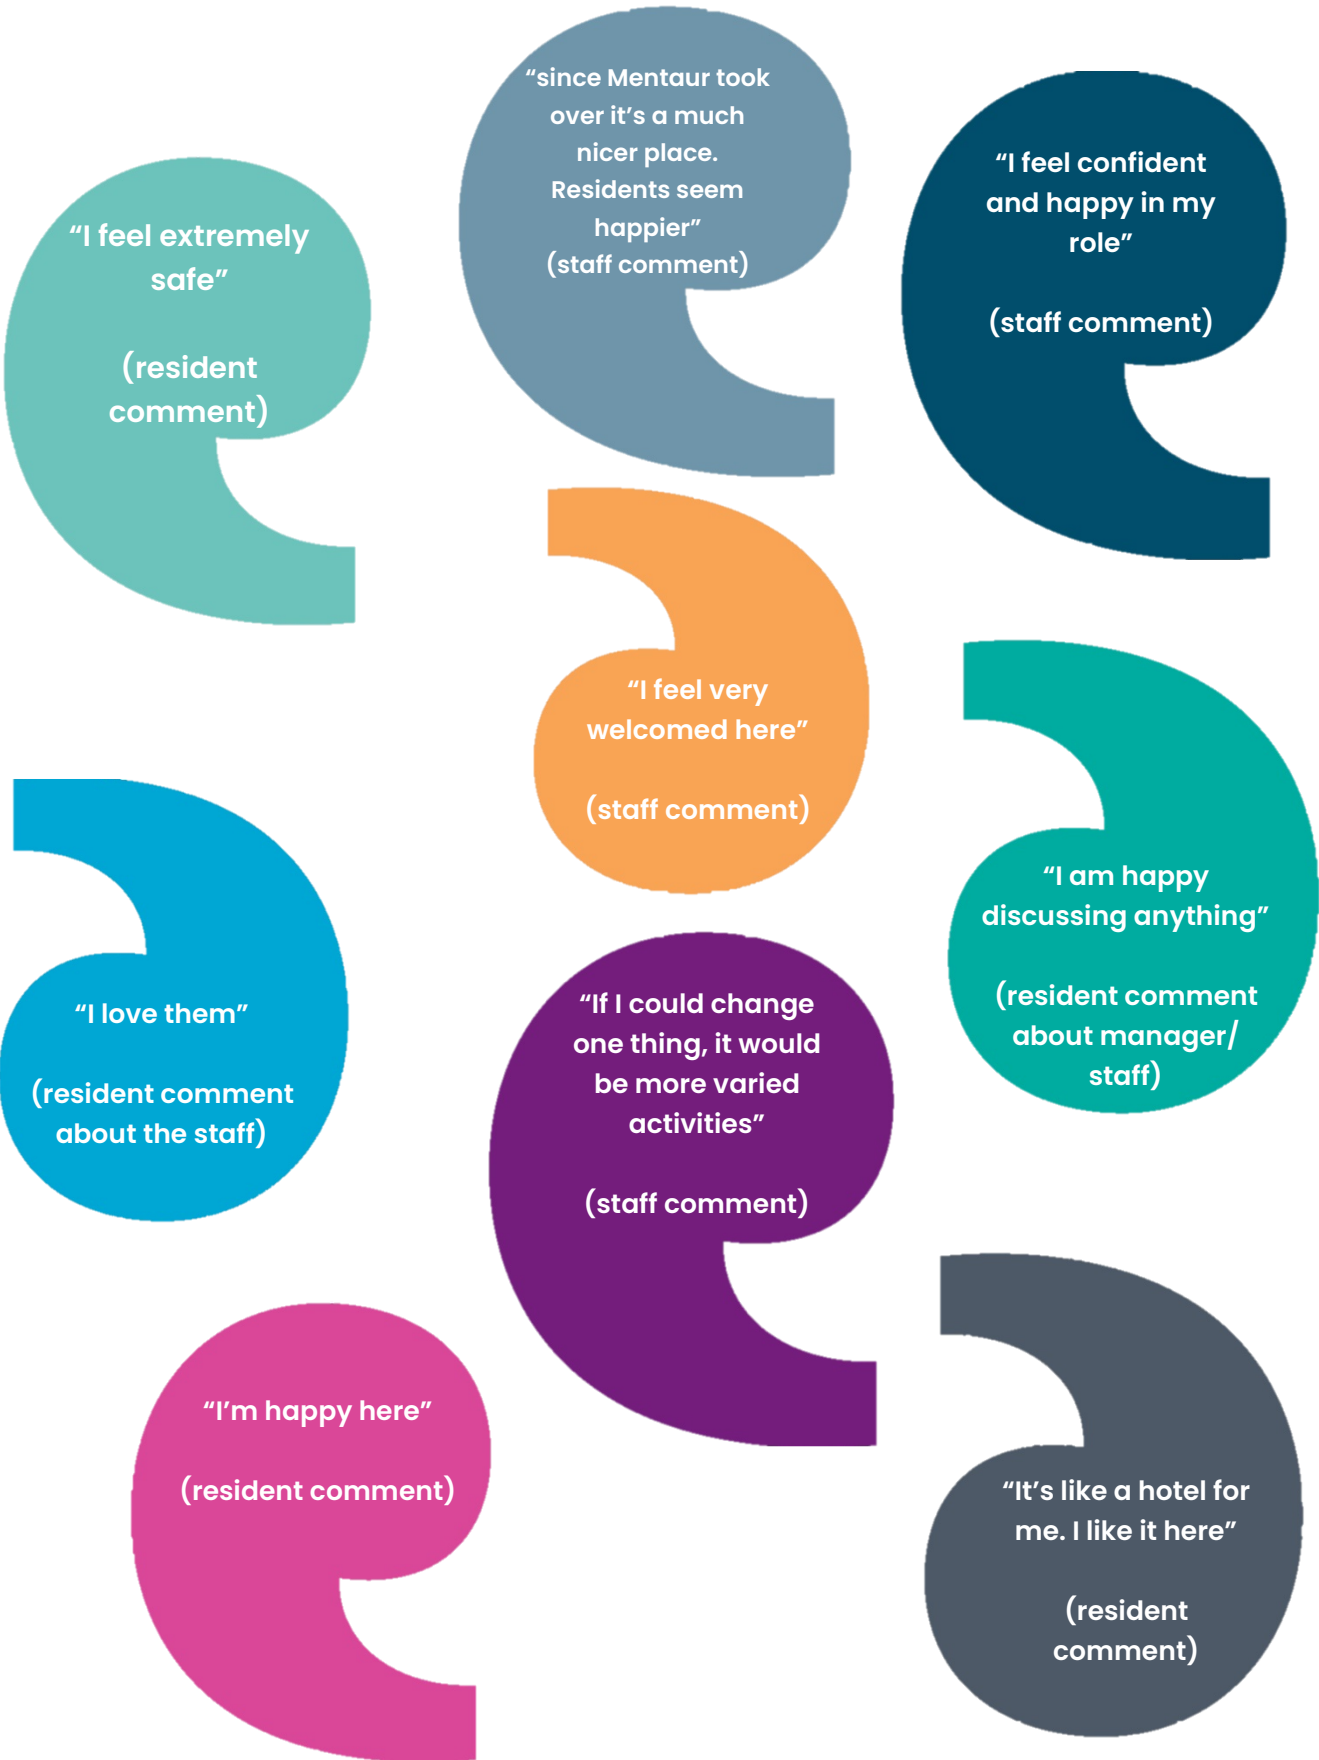 “since Mentaur took
over it’s a much
nicer place.
Residents seem
happier”
(staff comment)
“I feel confident
and happy in my
role”
(staff comment)
“I feel extremely
safe”
(resident
comment)
“I feel very
welcomed here”
(staff comment)
“I am happy
discussing anything”
(resident comment
about manager/
staff)
“I love them”
(resident comment
about the staff)
“If I could change
one thing, it would
be more varied
activities”
(staff comment)
“I’m happy here”
(resident comment)
“It’s like a hotel for
me. I like it here”
(resident
comment)